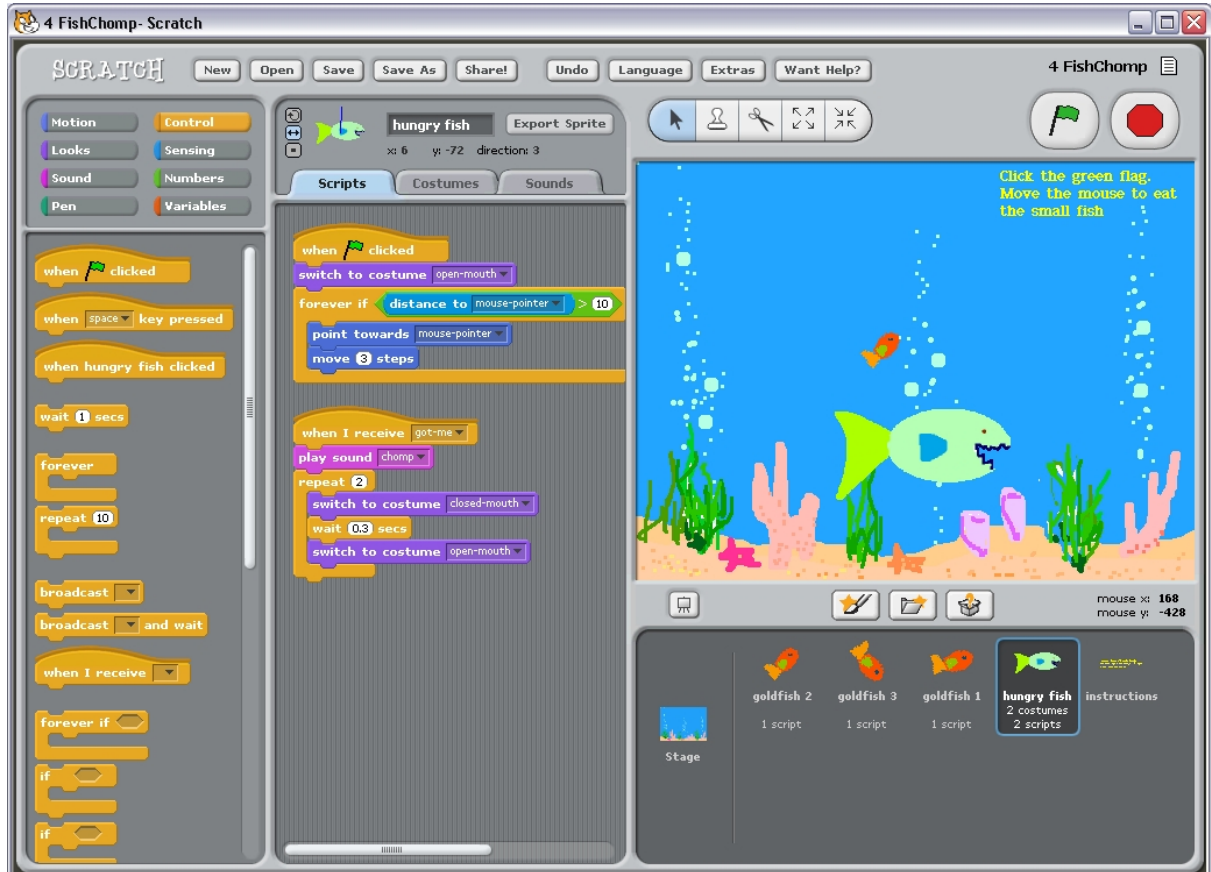 4 FishChomp- Scratch
SCRATCH New Open Save Save As Share! Undo Language Extras Want Help? 4 FishChomp
Motion Control
Looks Sensing
Sound Numbers
Pen Variables
when clicked
when space key pressed
when hungry fish clicked
wait 1 secs
forever
repeat 10
broadcast
broadcast and wait
when I receive
forever if
if
if
hungry fish Export Sprite
x: 6 y: -72 direction: 3
Scripts Costumes Sounds
when clicked
switch to costume open-mouth
forever if distance to mouse-pointer > 10
point towards mouse-pointer
move 3 steps
when I receive got-me
play sound chomp
repeat 2
switch to costume closed-mouth
wait 0.3 secs
switch to costume open-mouth
Click the green flag.
Move the mouse to eat
the small fish
mouse x: 168
mouse y: -428
Stage
goldfish 2
1 script
goldfish 3
1 script
goldfish 1
1 script
hungry fish
2 costumes
2 scripts
instructions